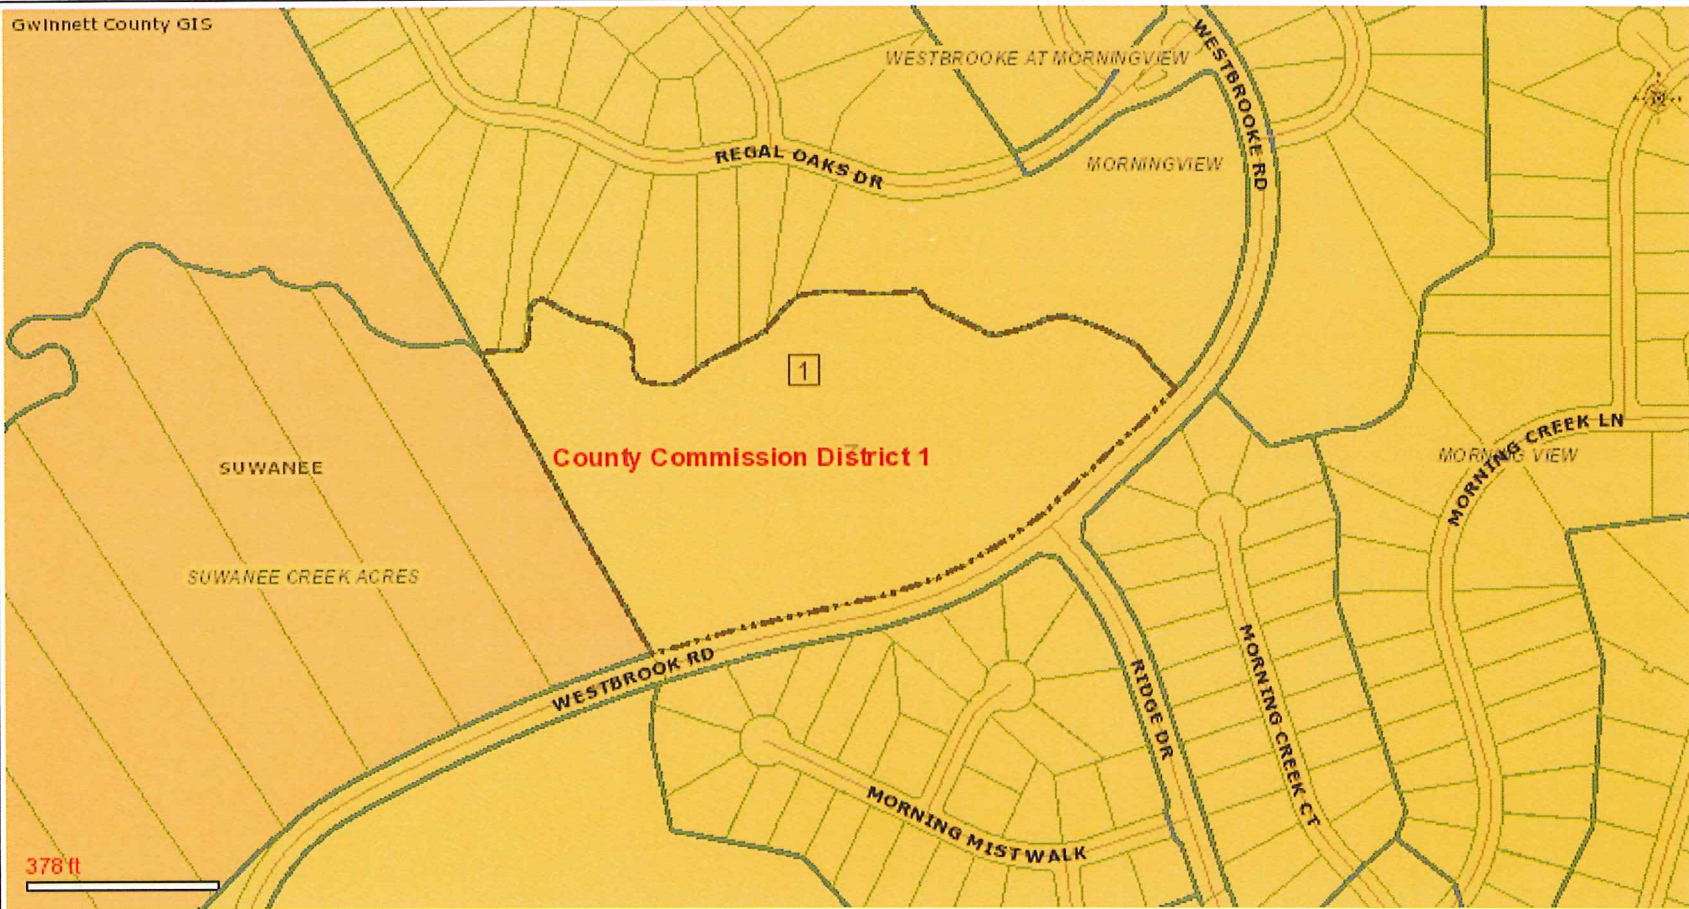 Gwinnett County GIS
WESTBROOKE AT MORNINGVIEW
WESTBROOKE RD
REGAL OAKS DR
MORNINGVIEW
1
County Commission District 1
SUWANEE
SUWANEE CREEK ACRES
MORNING CREEK LN
MORNING VIEW
WESTBROOK RD
RIDGE DR
MORNING CREEK CT
MORNING MIST WALK
378 ft